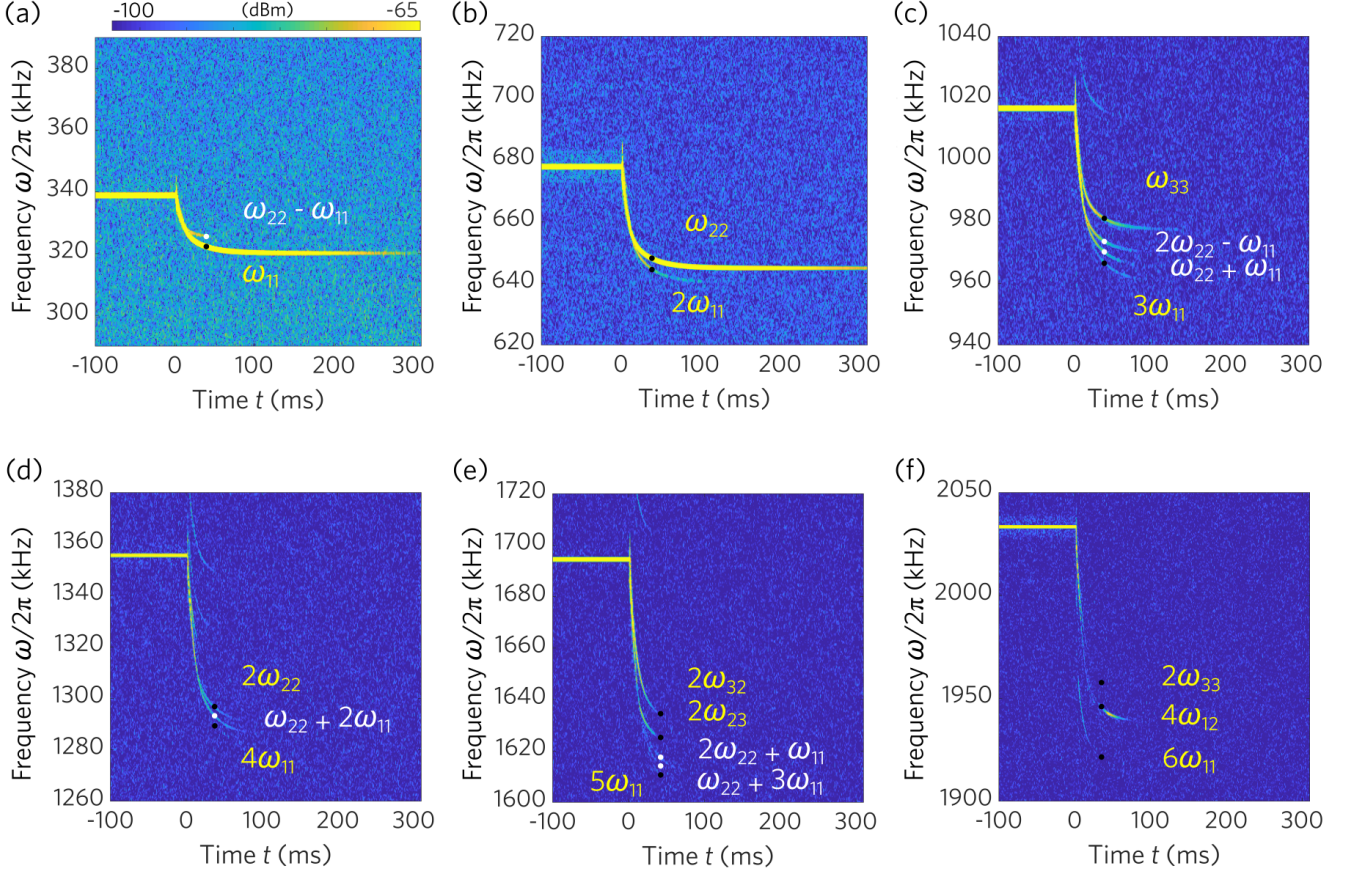 (a)
-100 (dBm) -65
Frequency ω/2π (kHz)
380
360
340
320
300
ω₂₂ - ω₁₁
ω₁₁
-100 0 100 200 300
Time t (ms)
(b)
Frequency ω/2π (kHz)
720
700
680
660
640
620
ω₂₂
2ω₁₁
-100 0 100 200 300
Time t (ms)
(c)
Frequency ω/2π (kHz)
1040
1020
1000
980
960
940
ω₃₃
2ω₂₂ - ω₁₁
ω₂₂ + ω₁₁
3ω₁₁
-100 0 100 200 300
Time t (ms)
(d)
Frequency ω/2π (kHz)
1380
1360
1340
1320
1300
1280
1260
2ω₂₂
ω₂₂ + 2ω₁₁
4ω₁₁
-100 0 100 200 300
Time t (ms)
(e)
Frequency ω/2π (kHz)
1720
1700
1680
1660
1640
1620
1600
2ω₃₂
2ω₂₃
2ω₂₂ + ω₁₁
ω₂₂ + 3ω₁₁
5ω₁₁
-100 0 100 200 300
Time t (ms)
(f)
Frequency ω/2π (kHz)
2050
2000
1950
1900
2ω₃₃
4ω₁₂
6ω₁₁
-100 0 100 200 300
Time t (ms)